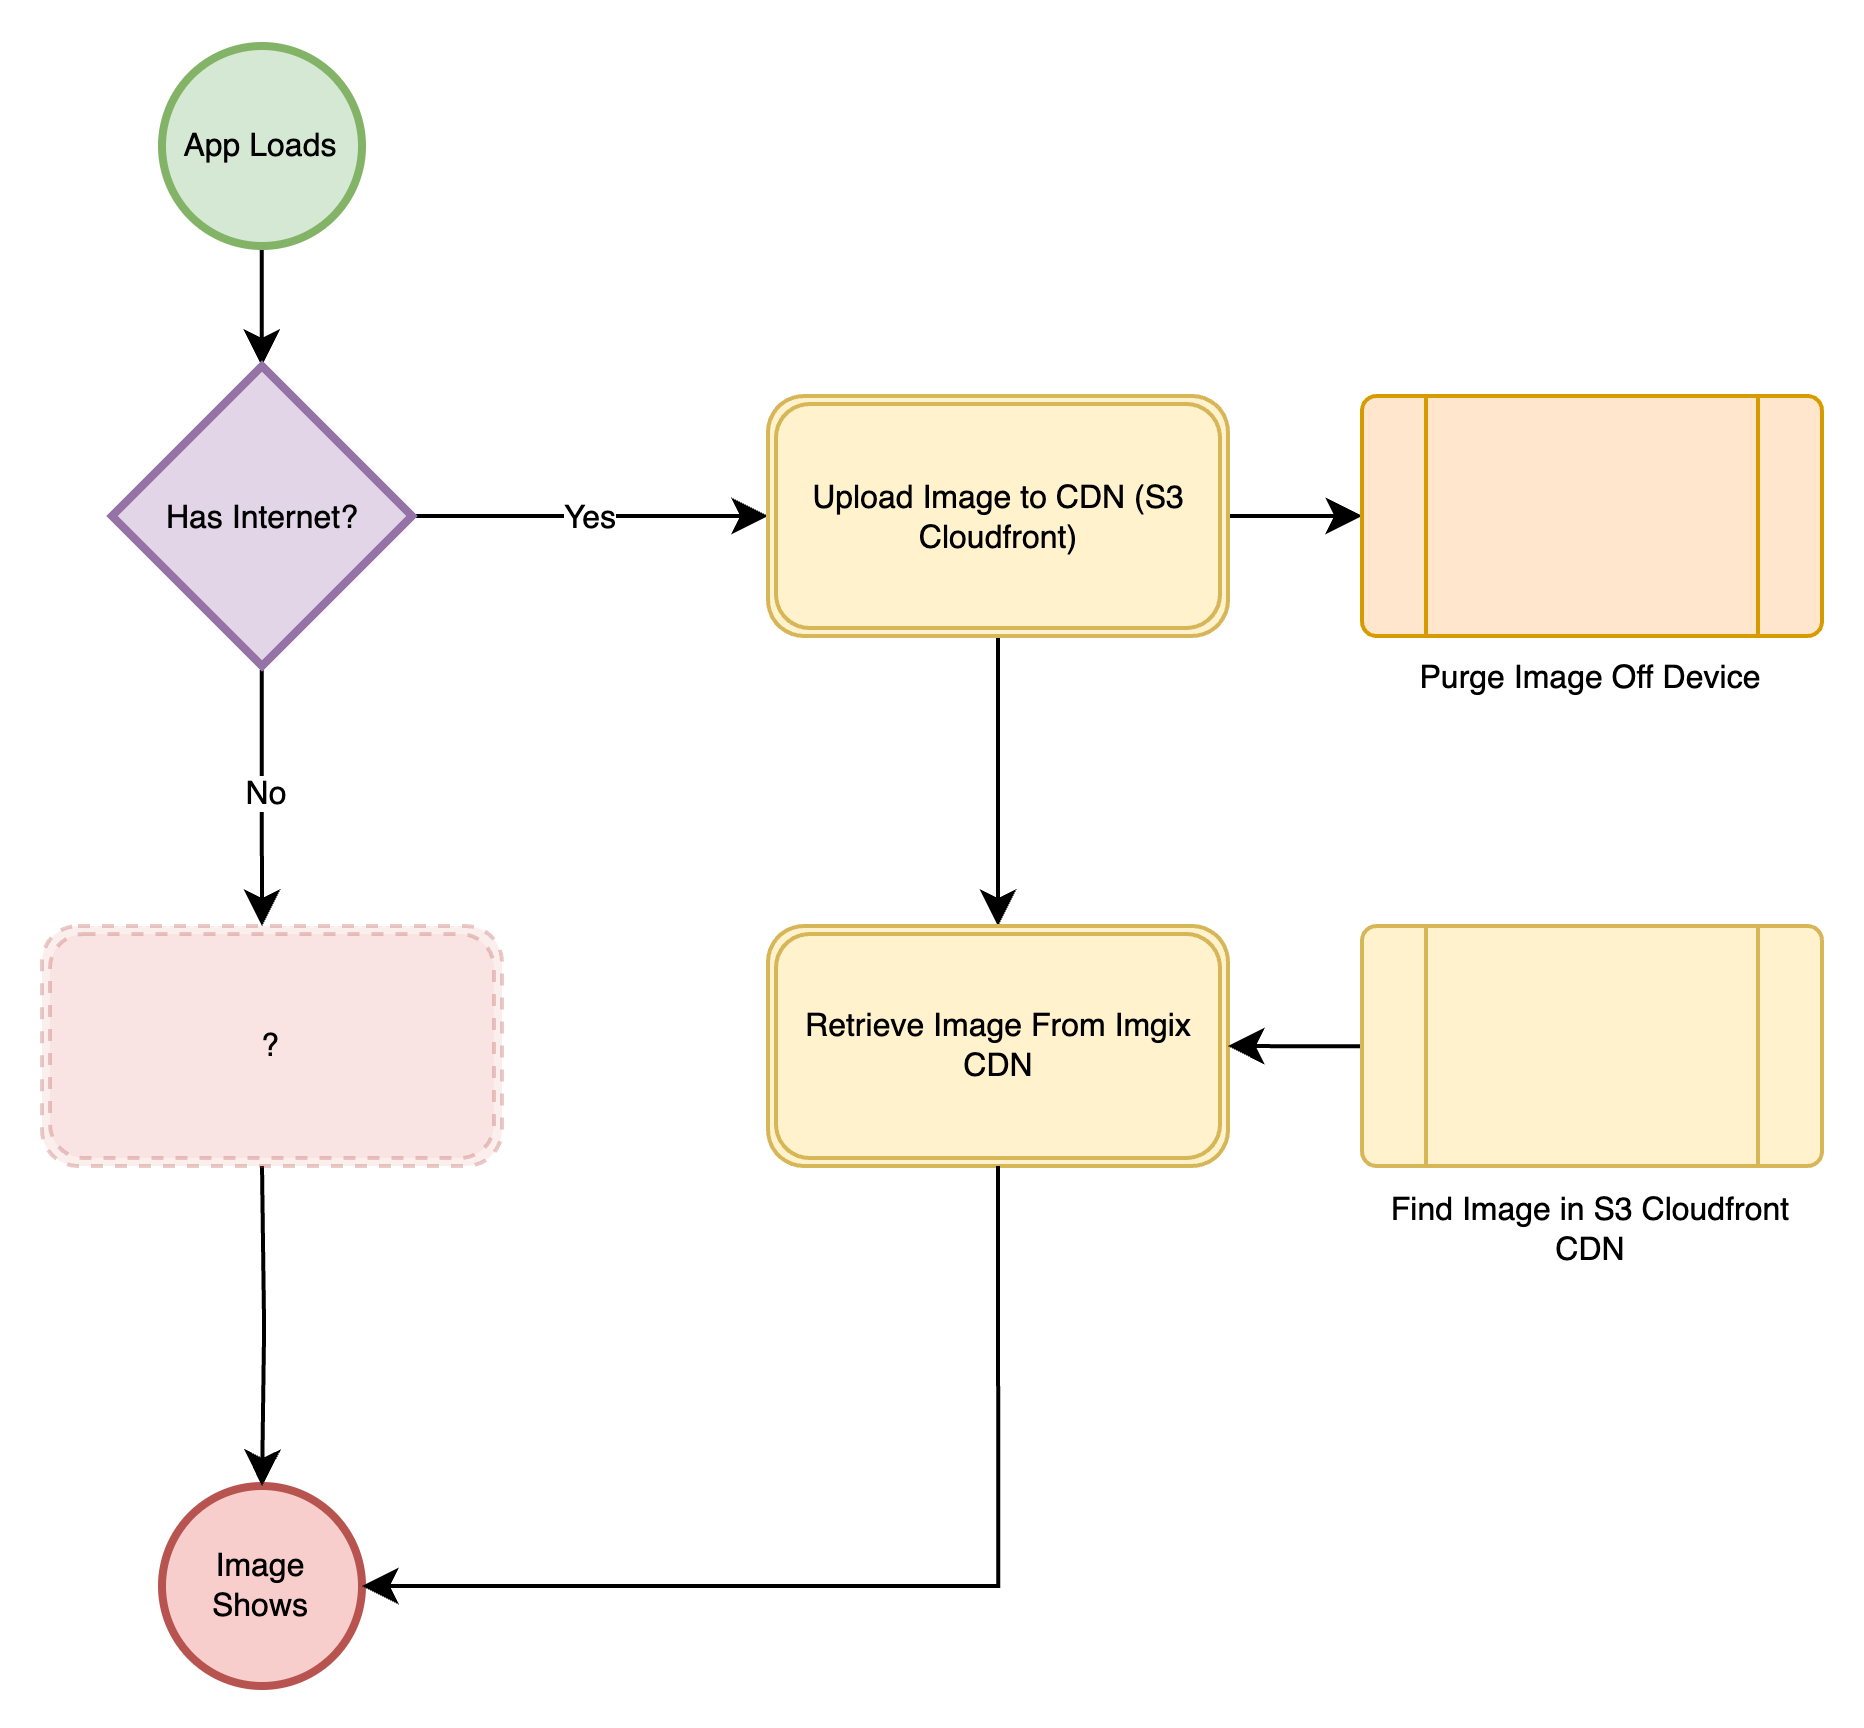 App Loads
Has Internet?
Yes
Upload Image to CDN (S3
Cloudfront)
Purge Image Off Device
No
?
Retrieve Image From Imgix
CDN
Find Image in S3 Cloudfront
CDN
Image
Shows